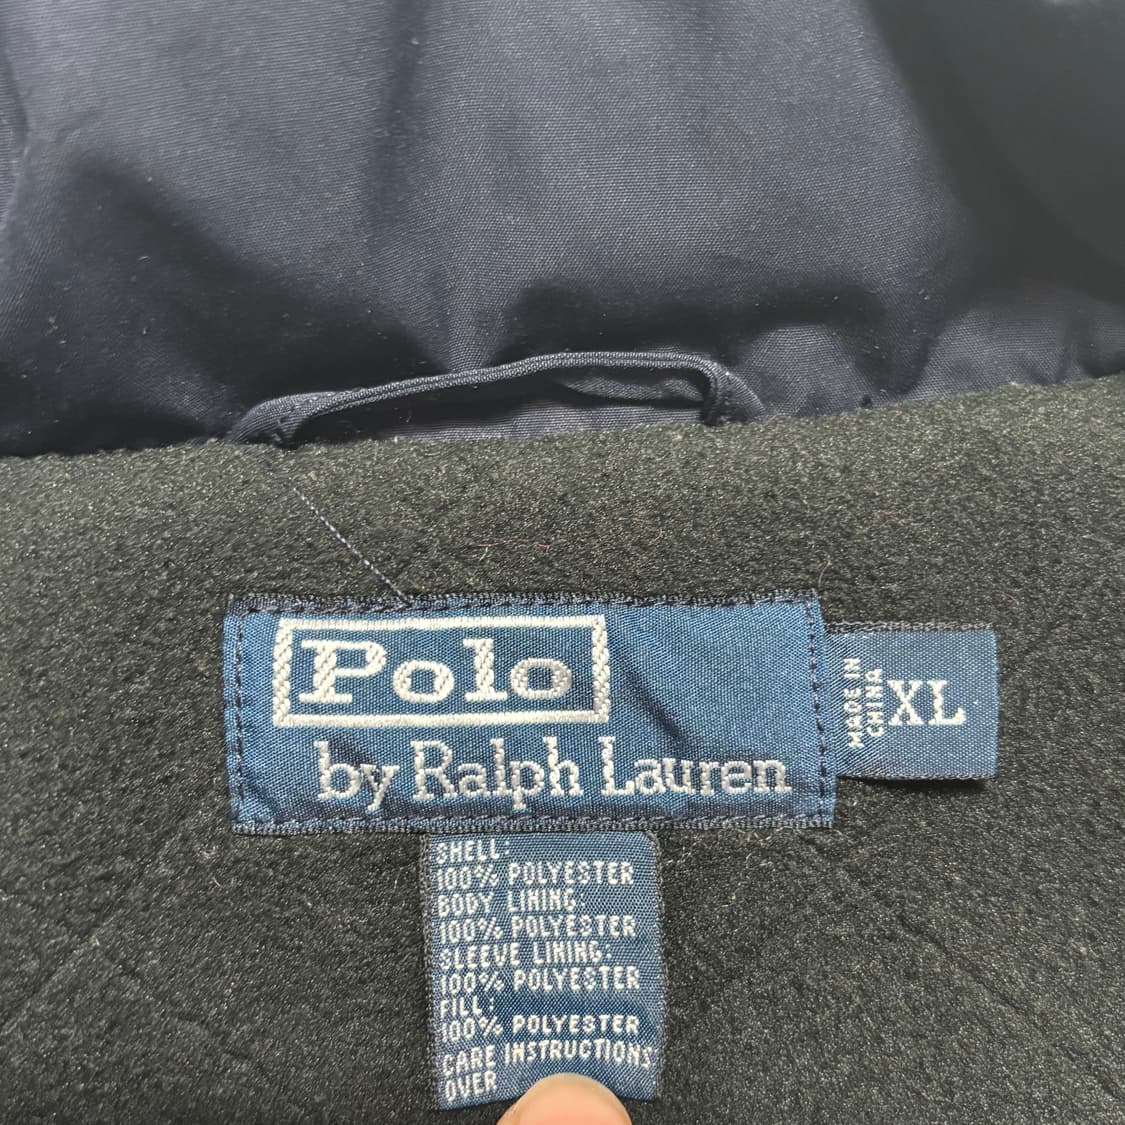 Polo
by Ralph Lauren
MADE IN
CHINA
XL
SHELL:
100% POLYESTER
BODY LINING:
100% POLYESTER
SLEEVE LINING:
100% POLYESTER
FILL:
100% POLYESTER
CARE INSTRUCTIONS
OVER